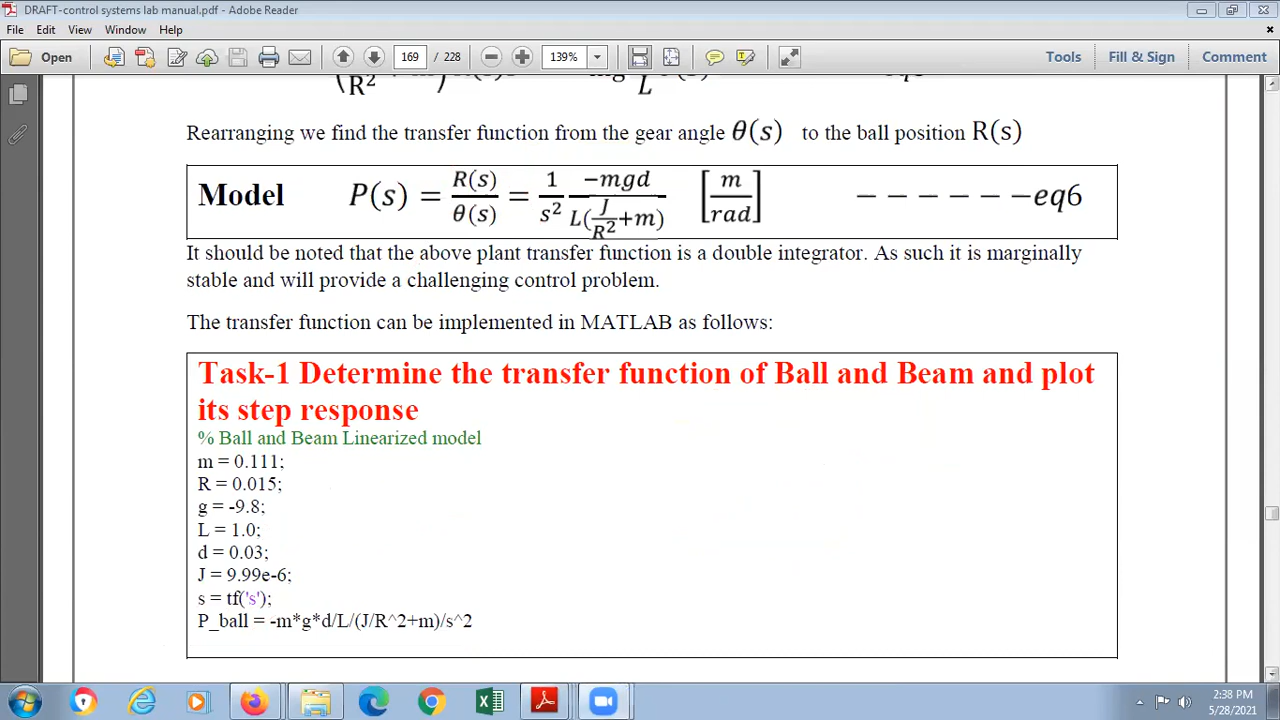 DRAFT-control systems lab manual.pdf - Adobe Reader
File Edit View Window Help
Open 169 / 228 139% Tools Fill & Sign Comment
R² L
Rearranging we find the transfer function from the gear angle θ(s) to the ball position R(s)
Model P(s) = R(s)/θ(s) = 1/s² −mgd/L(J/R²+m) [m/rad] − − − − − −eq6
It should be noted that the above plant transfer function is a double integrator. As such it is marginally
stable and will provide a challenging control problem.
The transfer function can be implemented in MATLAB as follows:
Task-1 Determine the transfer function of Ball and Beam and plot
its step response
% Ball and Beam Linearized model
m = 0.111;
R = 0.015;
g = -9.8;
L = 1.0;
d = 0.03;
J = 9.99e-6;
s = tf('s');
P_ball = -m*g*d/L/(J/R^2+m)/s^2
2:38 PM
5/28/2021